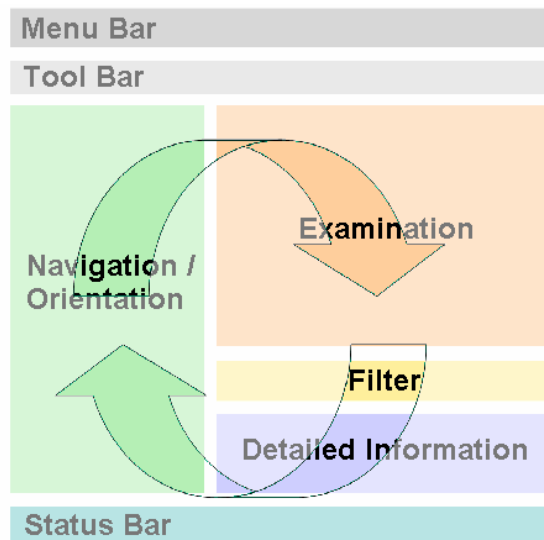 Menu Bar
Tool Bar
Examination
Navigation /
Orientation
Filter
Detailed Information
Status Bar